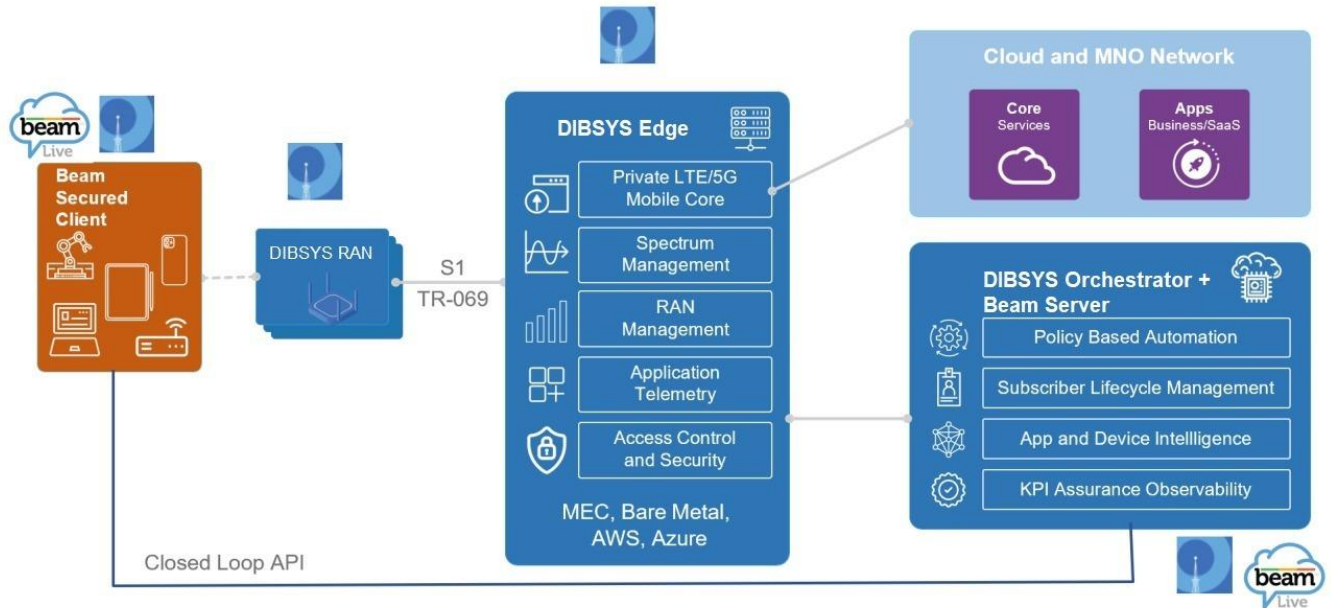 beam
Live
Beam
Secured
Client
DIBSYS RAN
S1
TR-069
DIBSYS Edge
Private LTE/5G
Mobile Core
Spectrum
Management
RAN
Management
Application
Telemetry
Access Control
and Security
MEC, Bare Metal,
AWS, Azure
Cloud and MNO Network
Core
Services
Apps
Business/SaaS
DIBSYS Orchestrator +
Beam Server
Policy Based Automation
Subscriber Lifecycle Management
App and Device Intellligence
KPI Assurance Observability
Closed Loop API
beam
Live